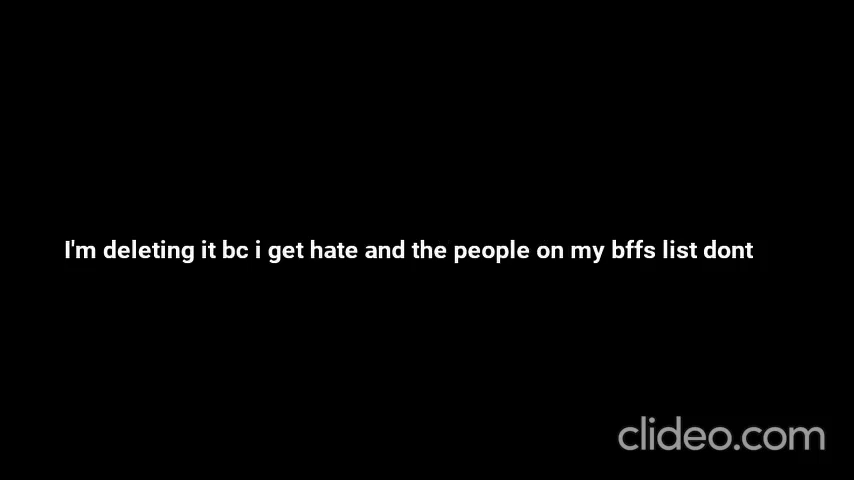 I'm deleting it bc i get hate and the people on my bffs list dont
clideo.com